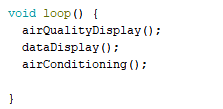 void loop() {
  airQualityDisplay();
  dataDisplay();
  airConditioning();
}